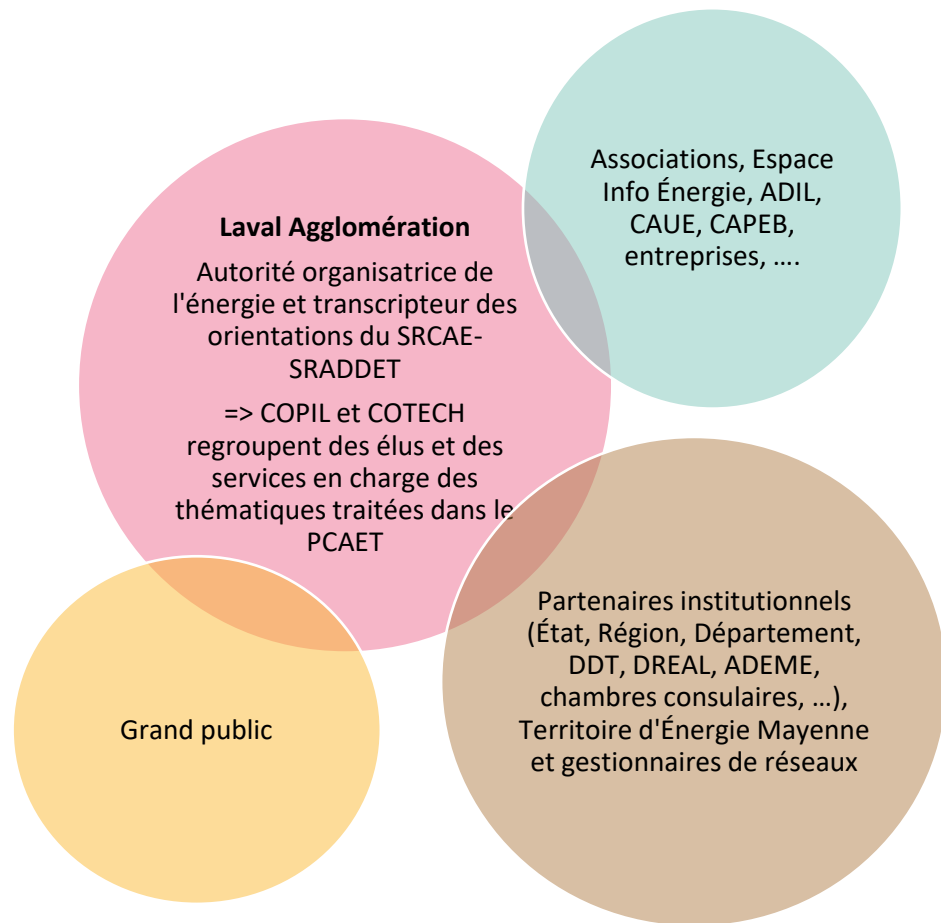 Laval Agglomération
Autorité organisatrice de
l'énergie et transcripteur des
orientations du SRCAE-
SRADDET
=> COPIL et COTECH
regroupent des élus et des
services en charge des
thématiques traitées dans le
PCAET
Associations, Espace
Info Énergie, ADIL,
CAUE, CAPEB,
entreprises, ....
Partenaires institutionnels
(État, Région, Département,
DDT, DREAL, ADEME,
chambres consulaires, …),
Territoire d'Énergie Mayenne
et gestionnaires de réseaux
Grand public